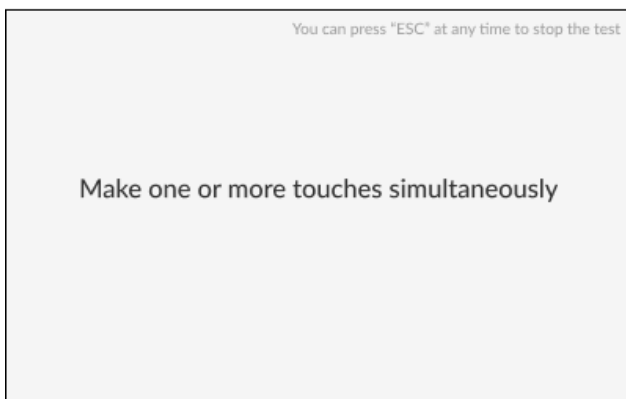 You can press "ESC" at any time to stop the test
Make one or more touches simultaneously